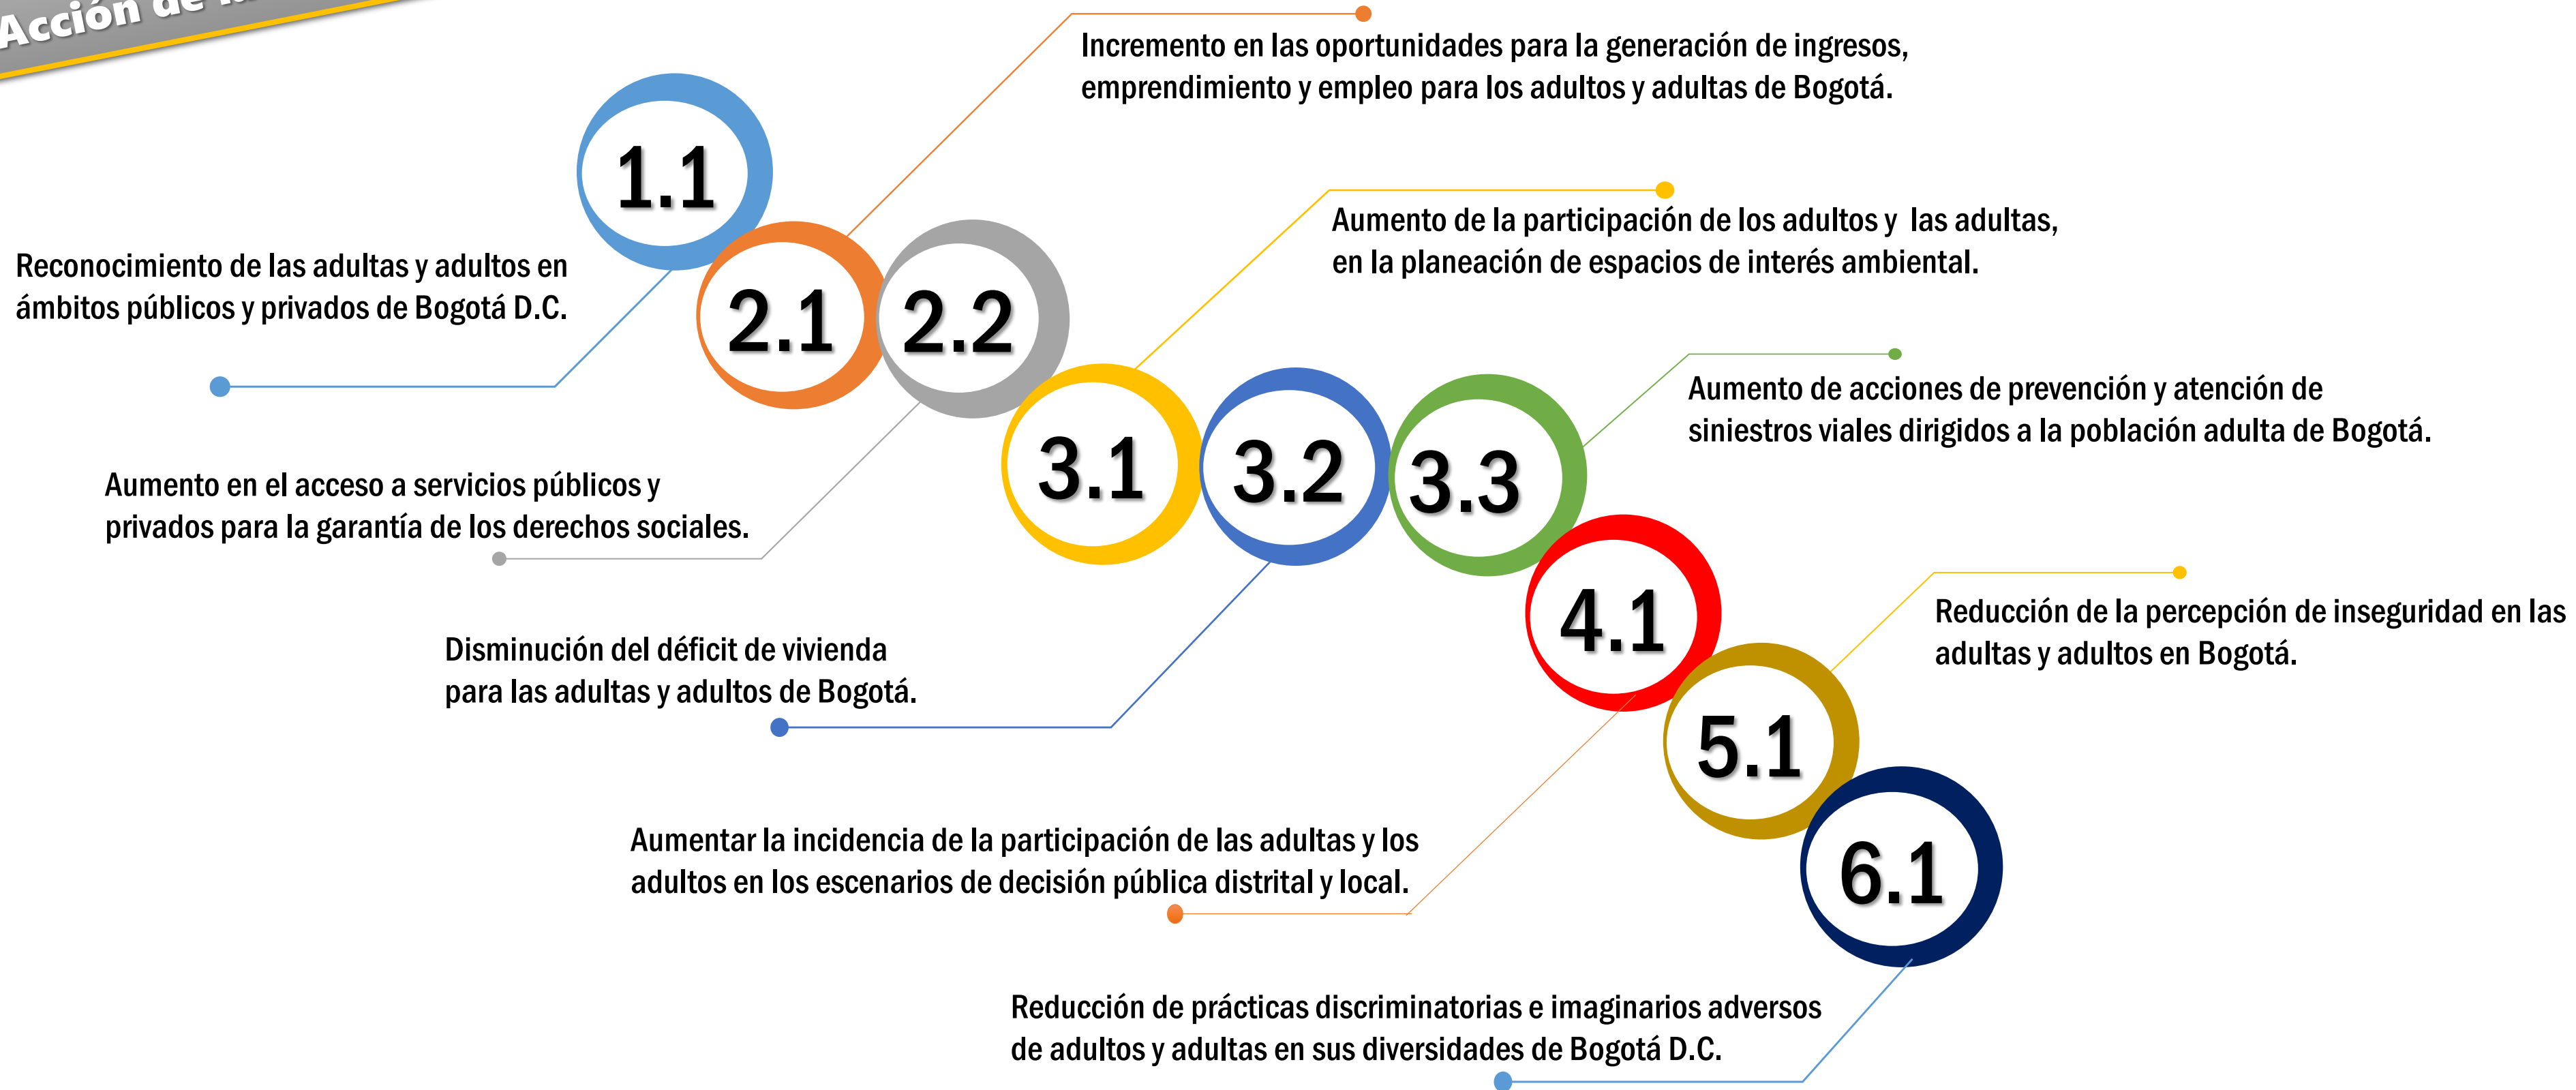 Acción de
Incremento en las oportunidades para la generación de ingresos,
emprendimiento y empleo para los adultos y adultas de Bogotá.
1.1
Reconocimiento de las adultas y adultos en
ámbitos públicos y privados de Bogotá D.C.
2.1
2.2
Aumento de la participación de los adultos y las adultas,
en la planeación de espacios de interés ambiental.
Aumento en el acceso a servicios públicos y
privados para la garantía de los derechos sociales.
3.1
3.2
3.3
Aumento de acciones de prevención y atención de
siniestros viales dirigidos a la población adulta de Bogotá.
Disminución del déficit de vivienda
para las adultas y adultos de Bogotá.
4.1
Reducción de la percepción de inseguridad en las
adultas y adultos en Bogotá.
5.1
Aumentar la incidencia de la participación de las adultas y los
adultos en los escenarios de decisión pública distrital y local.
6.1
Reducción de prácticas discriminatorias e imaginarios adversos
de adultos y adultas en sus diversidades de Bogotá D.C.